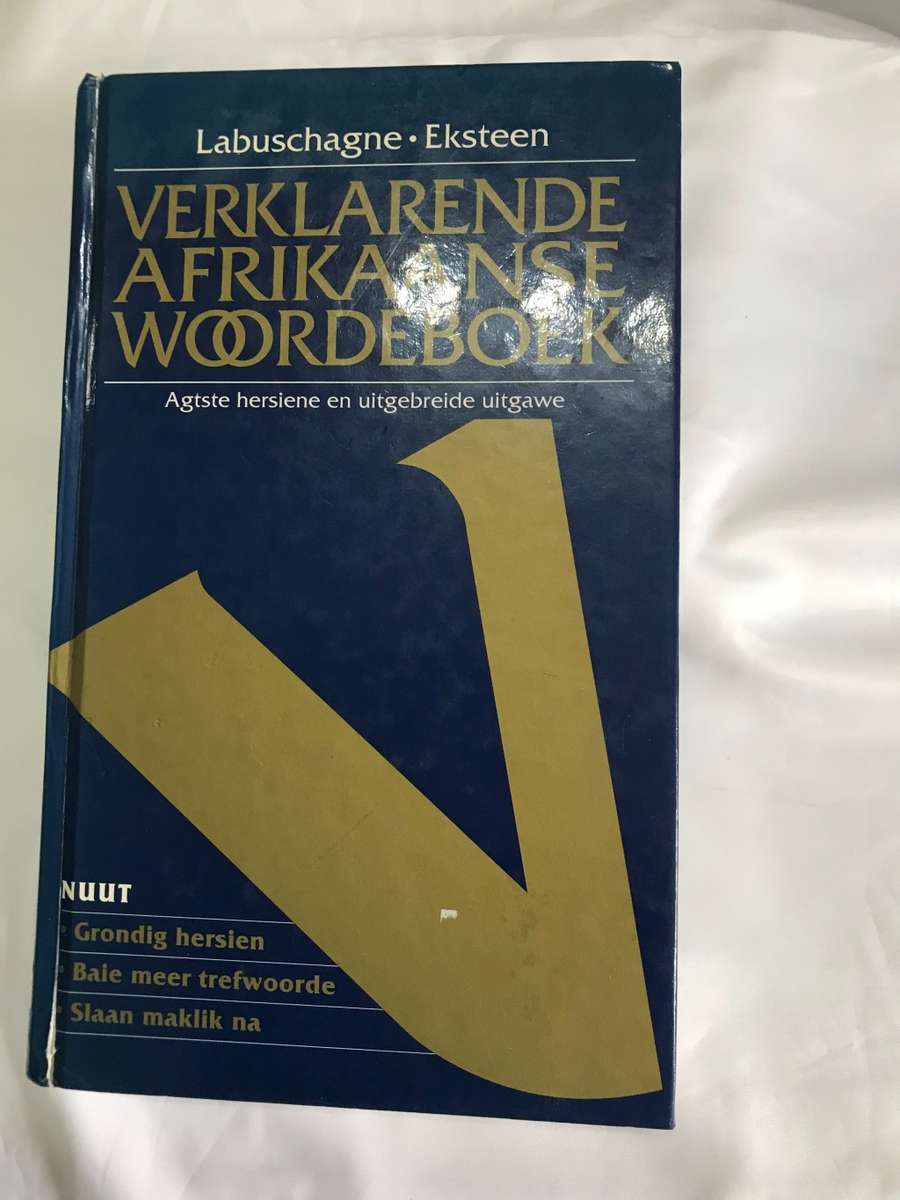 Labuschagne • Eksteen
VERKLARENDE
AFRIKAANSE
WOORDEBOEK
Agtste hersiene en uitgebreide uitgawe
NUUT
• Grondig hersien
• Baie meer trefwoorde
• Slaan maklik na